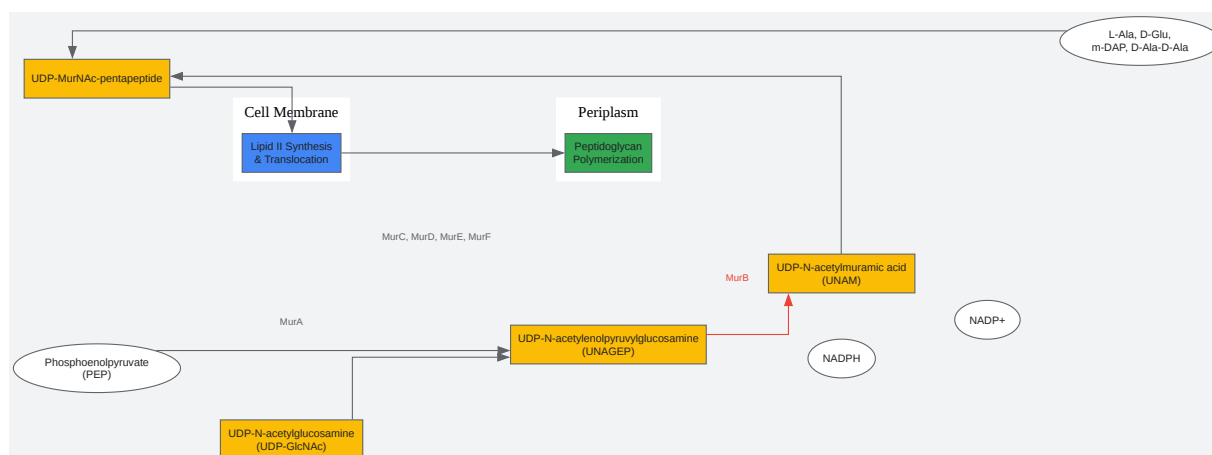 L-Ala, D-Glu,
m-DAP, D-Ala-D-Ala
UDP-MurNAc-pentapeptide
Cell Membrane
Periplasm
Lipid II Synthesis
& Translocation
Peptidoglycan
Polymerization
MurC, MurD, MurE, MurF
UDP-N-acetylmuramic acid
(UNAM)
MurB
NADP+
MurA
UDP-N-acetylenolpyruvylglucosamine
(UNAGEP)
NADPH
Phosphoenolpyruvate
(PEP)
UDP-N-acetylglucosamine
(UDP-GlcNAc)